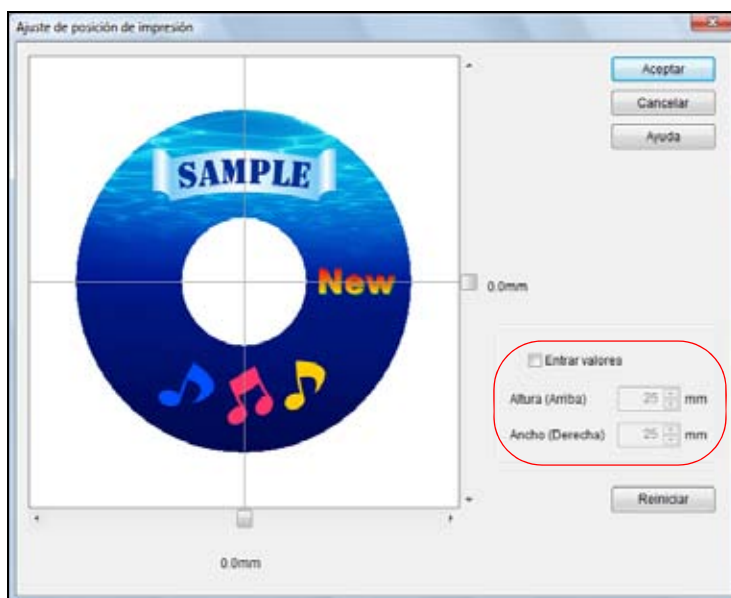 Ajuste de posición de impresión
Aceptar
Cancelar
Ayuda
SAMPLE
New
0.0mm
Entrar valores
Altura (Arriba) 25 mm
Ancho (Derecha) 25 mm
Reiniciar
0.0mm